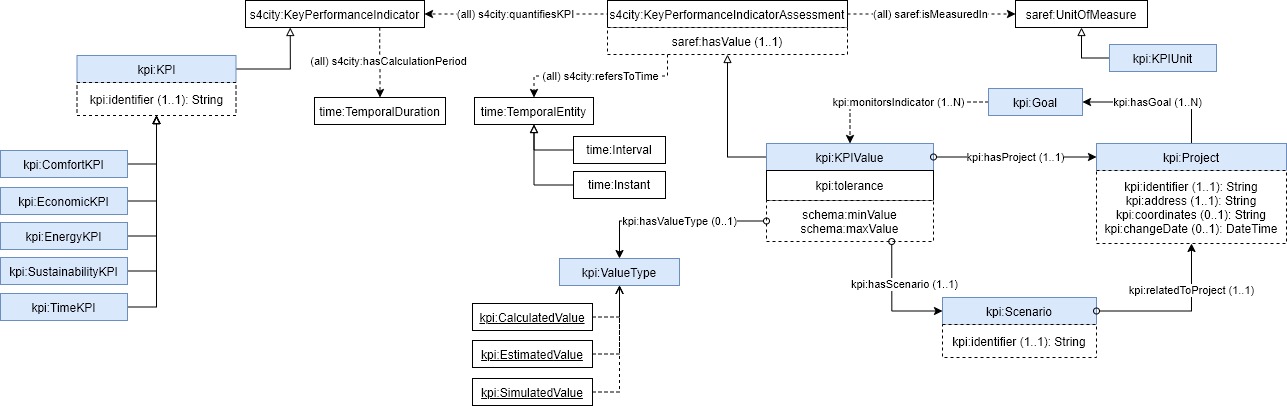 s4city:KeyPerformanceIndicator
(all) s4city:quantifiesKPI
s4city:KeyPerformanceIndicatorAssessment
saref:hasValue (1..1)
(all) saref:isMeasuredIn
saref:UnitOfMeasure
kpi:KPIUnit
kpi:KPI
kpi:identifier (1..1): String
(all) s4city:hasCalculationPeriod
(all) s4city:refersToTime
time:TemporalDuration
time:TemporalEntity
time:Interval
time:Instant
kpi:monitorsIndicator (1..N)
kpi:Goal
kpi:hasGoal (1..N)
kpi:ComfortKPI
kpi:EconomicKPI
kpi:EnergyKPI
kpi:SustainabilityKPI
kpi:TimeKPI
kpi:KPIValue
kpi:tolerance
schema:minValue
schema:maxValue
kpi:hasProject (1..1)
kpi:Project
kpi:identifier (1..1): String
kpi:address (1..1): String
kpi:coordinates (0..1): String
kpi:changeDate (0..1): DateTime
kpi:hasValueType (0..1)
kpi:ValueType
kpi:CalculatedValue
kpi:EstimatedValue
kpi:SimulatedValue
kpi:hasScenario (1..1)
kpi:relatedToProject (1..1)
kpi:Scenario
kpi:identifier (1..1): String